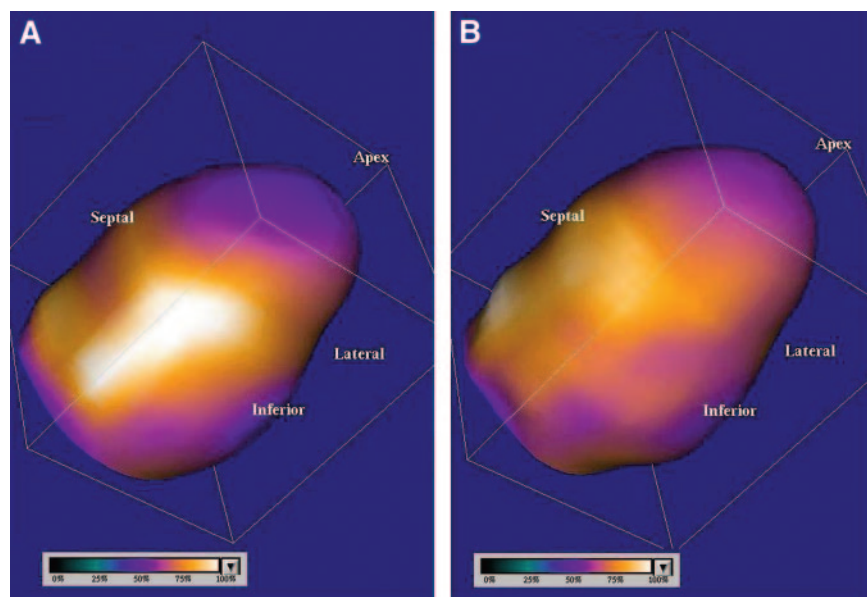 A
Apex
Septal
Lateral
Inferior
0% 25% 50% 75% 100%
B
Apex
Septal
Lateral
Inferior
0% 25% 50% 75% 100%